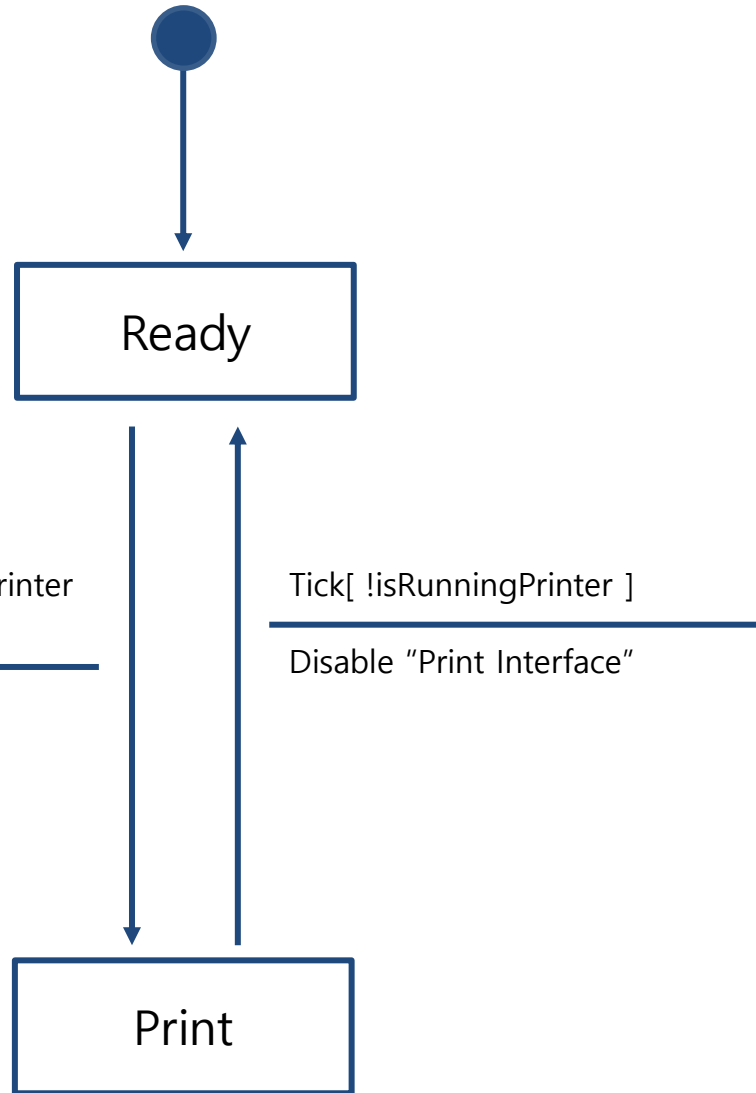 Ready
rinter
Tick[ !isRunningPrinter ]
Disable "Print Interface"
Print